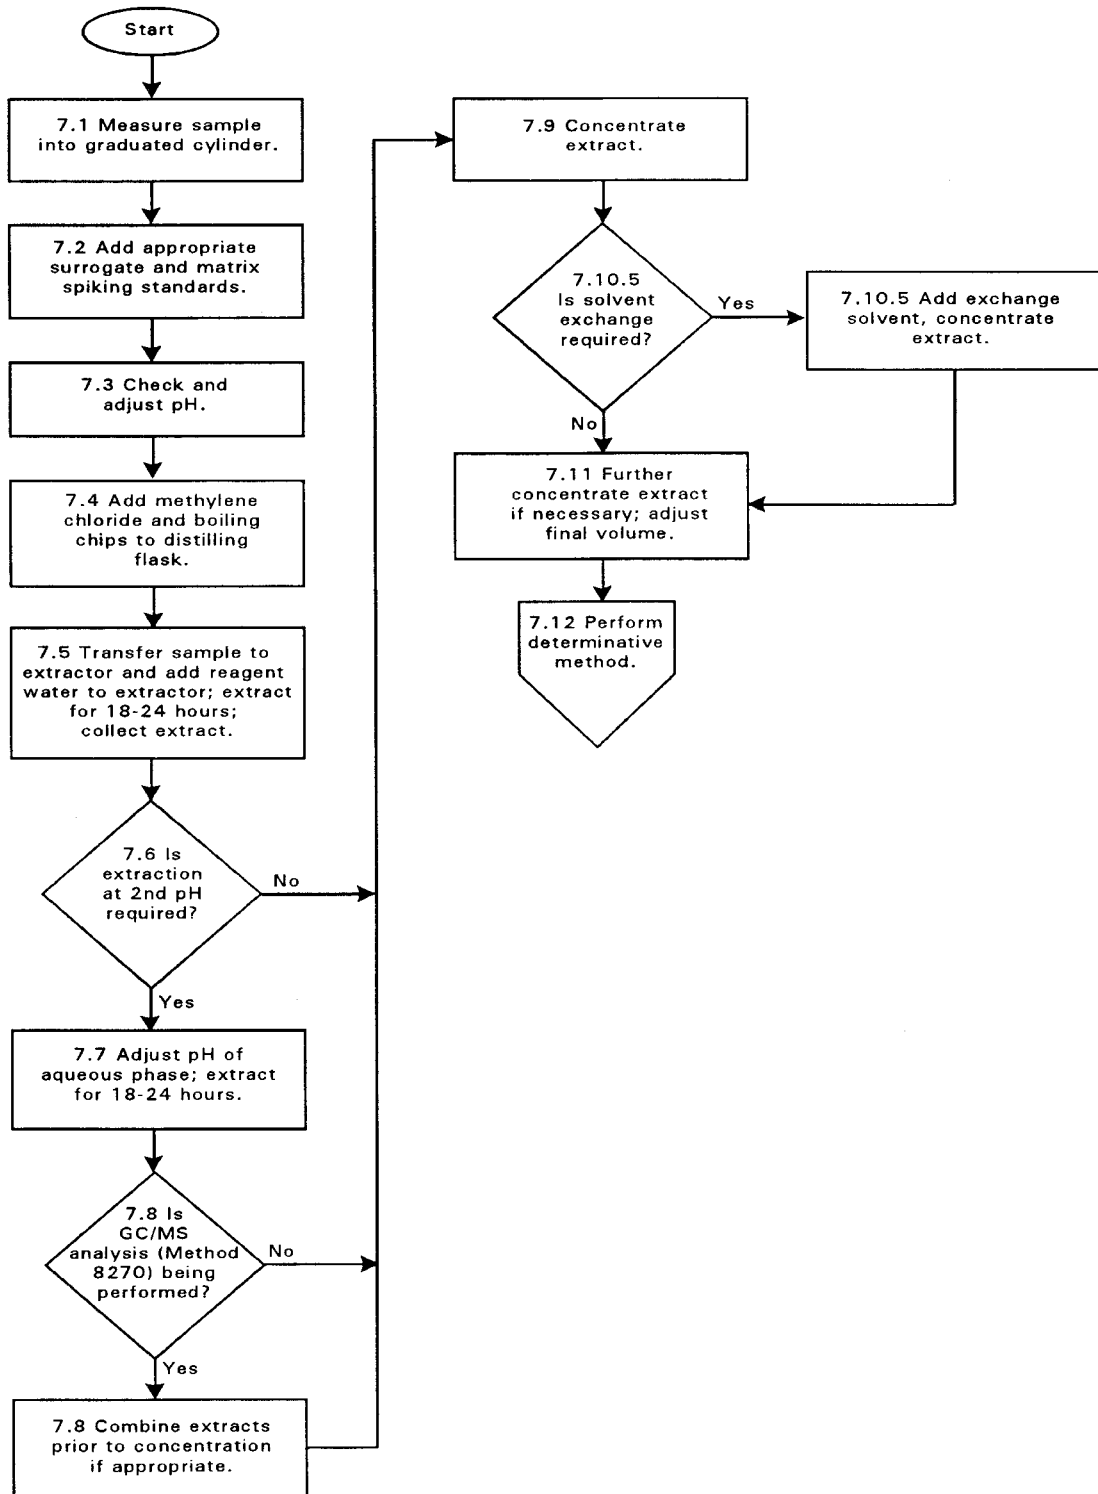 Start
7.1 Measure sample
into graduated cylinder.
7.2 Add appropriate
surrogate and matrix
spiking standards.
7.3 Check and
adjust pH.
7.4 Add methylene
chloride and boiling
chips to distilling
flask.
7.5 Transfer sample to
extractor and add reagent
water to extractor; extract
for 18-24 hours;
collect extract.
7.6 Is
extraction
at 2nd pH
required?
No
Yes
7.7 Adjust pH of
aqueous phase; extract
for 18-24 hours.
7.8 Is
GC/MS
analysis (Method
8270) being
performed?
No
Yes
7.8 Combine extracts
prior to concentration
if appropriate.
7.9 Concentrate
extract.
7.10.5
Is solvent
exchange
required?
Yes
7.10.5 Add exchange
solvent, concentrate
extract.
No
7.11 Further
concentrate extract
if necessary; adjust
final volume.
7.12 Perform
determinative
method.